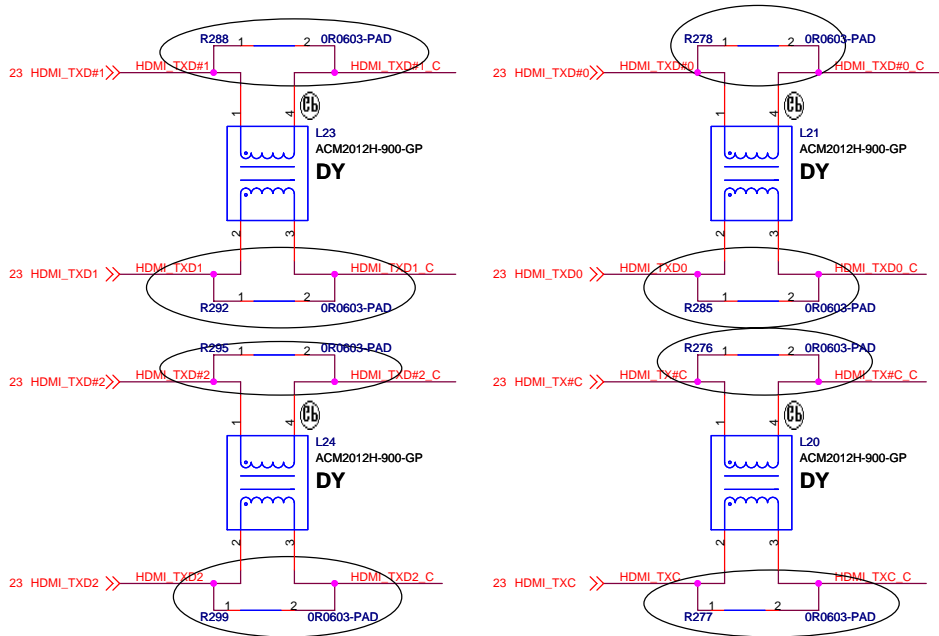 R288 1 2 0R0603-PAD
23 HDMI_TXD#1 HDMI_TXD#1 HDMI_TXD#1_C
1 4
L23
ACM2012H-900-GP
DY
2 3
23 HDMI_TXD1 HDMI_TXD1 HDMI_TXD1_C
1 2
R292 0R0603-PAD
R278 1 2 0R0603-PAD
23 HDMI_TXD#0 HDMI_TXD#0 HDMI_TXD#0_C
1 4
L21
ACM2012H-900-GP
DY
2 3
23 HDMI_TXD0 HDMI_TXD0 HDMI_TXD0_C
1 2
R285 0R0603-PAD
R295 1 2 0R0603-PAD
23 HDMI_TXD#2 HDMI_TXD#2 HDMI_TXD#2_C
1 4
L24
ACM2012H-900-GP
DY
2 3
23 HDMI_TXD2 HDMI_TXD2 HDMI_TXD2_C
1 2
R299 0R0603-PAD
R276 1 2 0R0603-PAD
23 HDMI_TX#C HDMI_TX#C HDMI_TX#C_C
1 4
L20
ACM2012H-900-GP
DY
2 3
23 HDMI_TXC HDMI_TXC HDMI_TXC_C
1 2
R277 0R0603-PAD